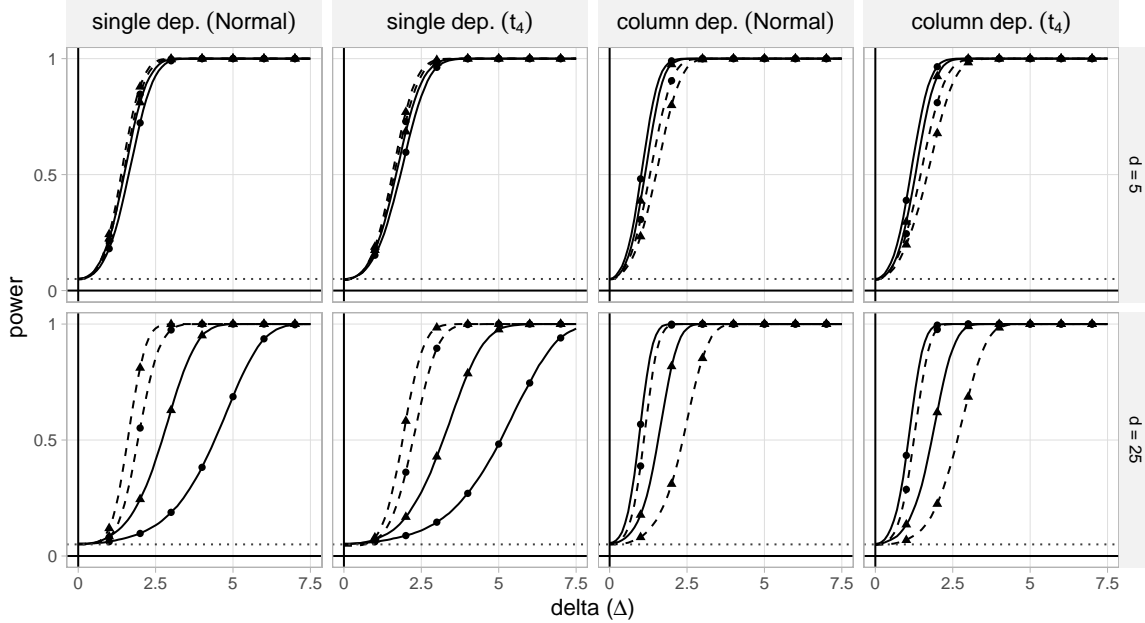 single dep. (Normal)
single dep. (t₄)
column dep. (Normal)
column dep. (t₄)
power
1
0.5
0
d = 5
1
0.5
0
d = 25
0 2.5 5 7.5
0 2.5 5 7.5
0 2.5 5 7.5
0 2.5 5 7.5
delta (Δ)